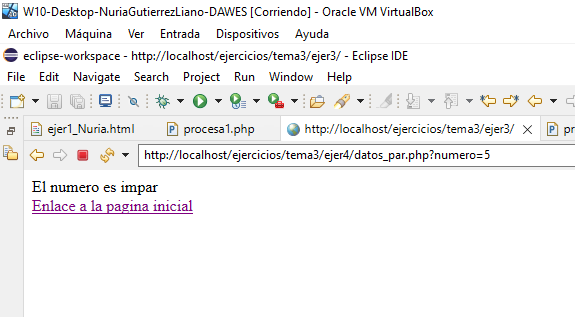 W10-Desktop-NuriaGutierrezLiano-DAWES [Corriendo] - Oracle VM VirtualBox
Archivo Máquina Ver Entrada Dispositivos Ayuda
eclipse-workspace - http://localhost/ejercicios/tema3/ejer3/ - Eclipse IDE
File Edit Navigate Search Project Run Window Help
ejer1_Nuria.html procesa1.php http://localhost/ejercicios/tema3/ejer3/ pr
http://localhost/ejercicios/tema3/ejer4/datos_par.php?numero=5
El numero es impar
Enlace a la pagina inicial